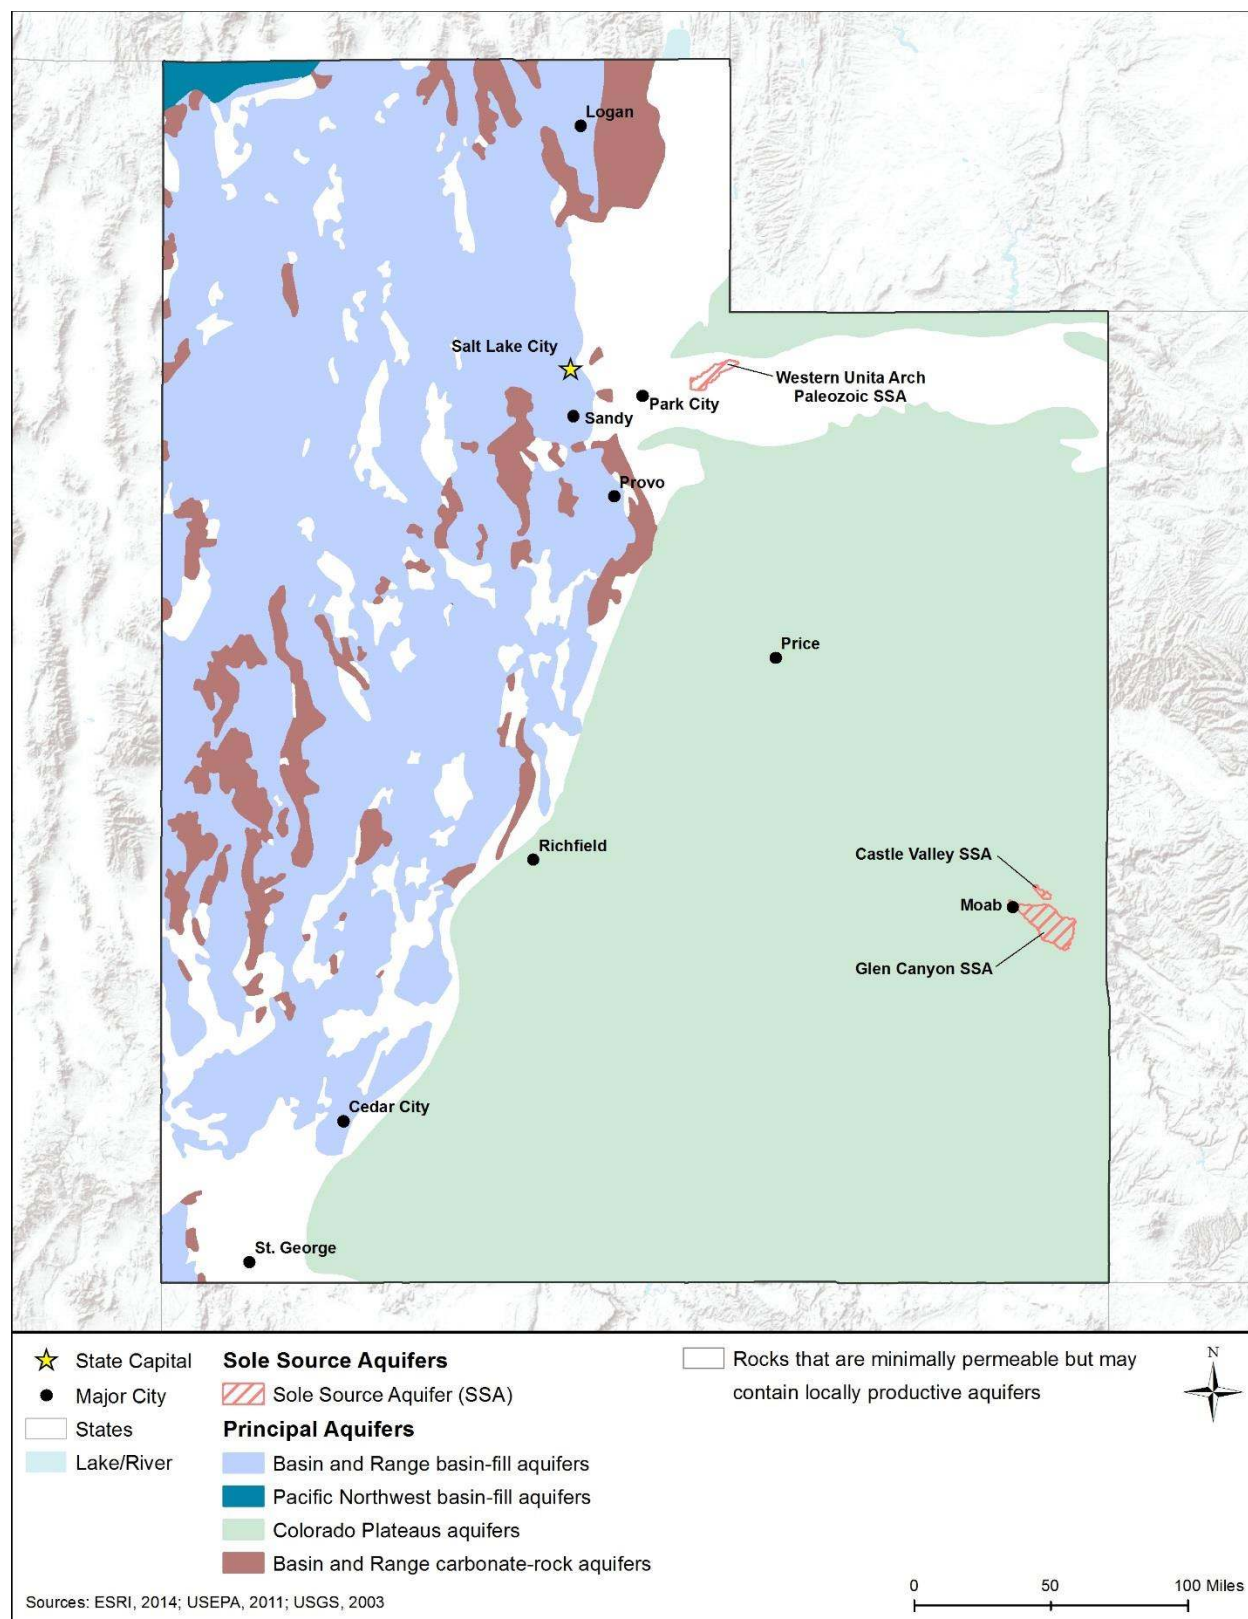 Logan
Salt Lake City
Western Unita Arch
Paleozoic SSA
Park City
Sandy
Provo
Price
Richfield
Castle Valley SSA
Moab
Glen Canyon SSA
Cedar City
St. George
State Capital
Major City
States
Lake/River
Sole Source Aquifers
Sole Source Aquifer (SSA)
Principal Aquifers
Basin and Range basin-fill aquifers
Pacific Northwest basin-fill aquifers
Colorado Plateaus aquifers
Basin and Range carbonate-rock aquifers
Rocks that are minimally permeable but may
contain locally productive aquifers
N
Sources: ESRI, 2014; USEPA, 2011; USGS, 2003
0 50 100 Miles